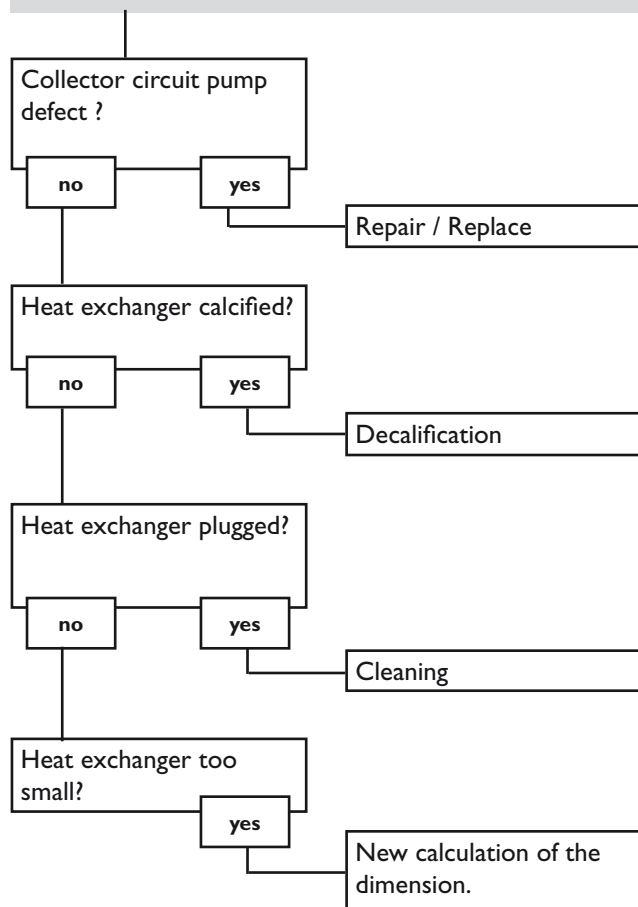 Collector circuit pump
defect ?
no
yes
Repair / Replace
Heat exchanger calcified?
no
yes
Decalification
Heat exchanger plugged?
no
yes
Cleaning
Heat exchanger too
small?
yes
New calculation of the
dimension.